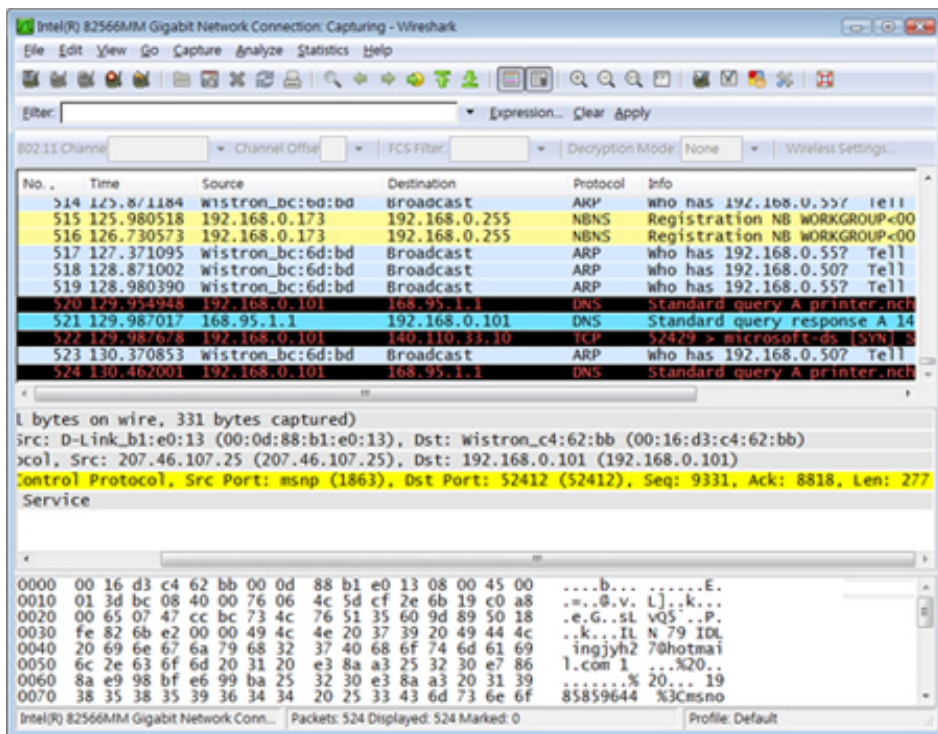 Intel(R) 82566MM Gigabit Network Connection: Capturing - Wireshark
File Edit View Go Capture Analyze Statistics Help
Filter: Expression... Clear Apply
802.11 Channel Channel Offse FCS Filter: Decryption Mode: None Wireless Settings...
No. . Time Source Destination Protocol Info
514 125.871184 Wistron_bc:6d:bd Broadcast ARP Who has 192.168.0.55? Tell
515 125.980518 192.168.0.173 192.168.0.255 NBNS Registration NB WORKGROUP<00
516 126.730573 192.168.0.173 192.168.0.255 NBNS Registration NB WORKGROUP<00
517 127.371095 Wistron_bc:6d:bd Broadcast ARP Who has 192.168.0.55? Tell
518 128.871002 Wistron_bc:6d:bd Broadcast ARP Who has 192.168.0.50? Tell
519 128.980390 Wistron_bc:6d:bd Broadcast ARP Who has 192.168.0.55? Tell
520 129.954948 192.168.0.101 168.95.1.1 DNS Standard query A printer.nch
521 129.987017 168.95.1.1 192.168.0.101 DNS Standard query response A 14
522 129.987678 192.168.0.101 140.110.33.10 TCP 52429 > microsoft-ds [SYN] S
523 130.370853 Wistron_bc:6d:bd Broadcast ARP Who has 192.168.0.50? Tell
524 130.462001 192.168.0.101 168.95.1.1 DNS Standard query A printer.nch
1 bytes on wire, 331 bytes captured)
Src: D-Link_b1:e0:13 (00:0d:88:b1:e0:13), Dst: Wistron_c4:62:bb (00:16:d3:c4:62:bb)
ocol, Src: 207.46.107.25 (207.46.107.25), Dst: 192.168.0.101 (192.168.0.101)
Control Protocol, Src Port: msnp (1863), Dst Port: 52412 (52412), Seq: 9331, Ack: 8818, Len: 277
Service
0000 00 16 d3 c4 62 bb 00 0d 88 b1 e0 13 08 00 45 00 ....b... ......E.
0010 01 3d bc 08 40 00 76 06 4c 5d cf 2e 6b 19 c0 a8 .=..@.v. L]..k...
0020 00 65 07 47 cc bc 73 4c 76 51 35 60 9d 89 50 18 .e.G..sL vQ5`..P.
0030 fe 82 6b e2 00 00 49 4c 4e 20 37 39 20 49 44 4c ..k...IL N 79 IDL
0040 20 69 6e 67 6a 79 68 32 37 40 68 6f 74 6d 61 69 ingjyh2 7@hotmai
0050 6c 2e 63 6f 6d 20 31 20 e3 8a a3 25 32 30 e7 86 l.com 1 ...%20..
0060 8a e9 98 bf e6 99 ba 25 32 30 e3 8a a3 20 31 39 .......% 20... 19
0070 38 35 38 35 39 36 34 34 20 25 33 43 6d 73 6e 6f 85859644 %3Cmsno
Intel(R) 82566MM Gigabit Network Conn... Packets: 524 Displayed: 524 Marked: 0 Profile: Default